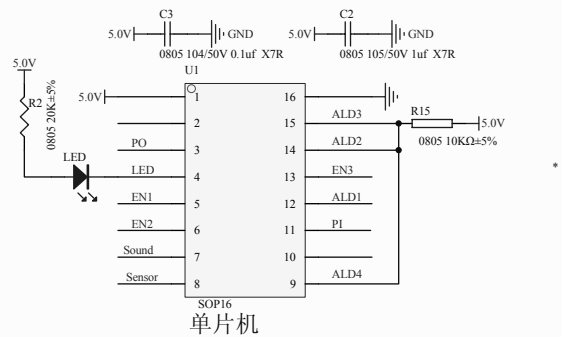 C3
C2
5.0V
GND
5.0V
GND
0805 104/50V 0.1uf X7R
0805 105/50V 1uf X7R
5.0V
U1
R2
0805 20K±5%
5.0V
1
16
2
15
ALD3
R15
5.0V
0805 10KΩ±5%
PO
3
14
ALD2
LED
LED
4
13
EN3
*
EN1
5
12
ALD1
EN2
6
11
PI
Sound
7
10
Sensor
8
9
ALD4
SOP16
单片机